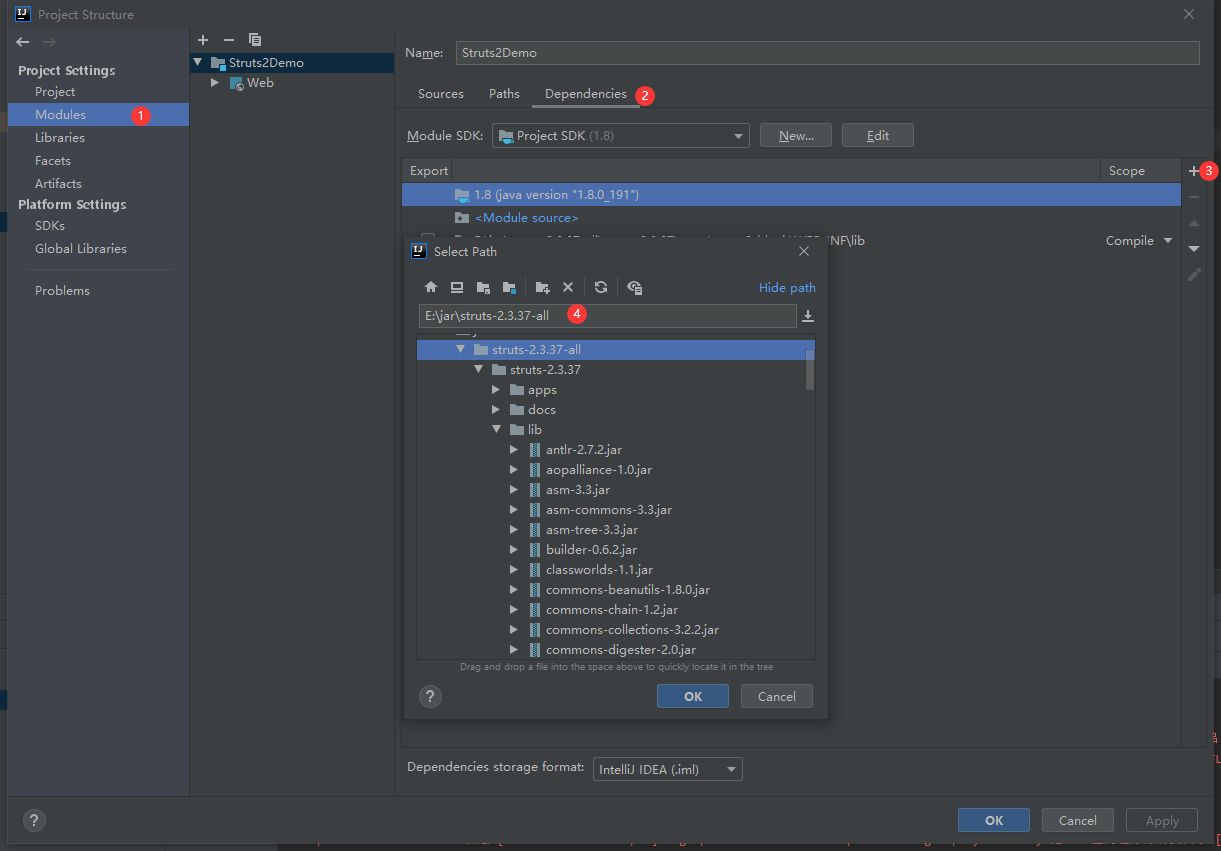 Project Structure
Project Settings
Project
Modules
1
Libraries
Facets
Artifacts
Platform Settings
SDKs
Global Libraries
Problems
Struts2Demo
Web
Name:
Struts2Demo
Sources
Paths
Dependencies
2
Module SDK:
Project SDK (1.8)
New...
Edit
Export
Scope
3
1.8 (java version "1.8.0_191")
<Module source>
NF\lib
Compile
Select Path
Hide path
E:\jar\struts-2.3.37-all
4
struts-2.3.37-all
struts-2.3.37
apps
docs
lib
antlr-2.7.2.jar
aopalliance-1.0.jar
asm-3.3.jar
asm-commons-3.3.jar
asm-tree-3.3.jar
builder-0.6.2.jar
classworlds-1.1.jar
commons-beanutils-1.8.0.jar
commons-chain-1.2.jar
commons-collections-3.2.2.jar
commons-digester-2.0.jar
Drag and drop a file into the space above to quickly locate it in the tree
?
OK
Cancel
Dependencies storage format:
IntelliJ IDEA (.iml)
?
OK
Cancel
Apply